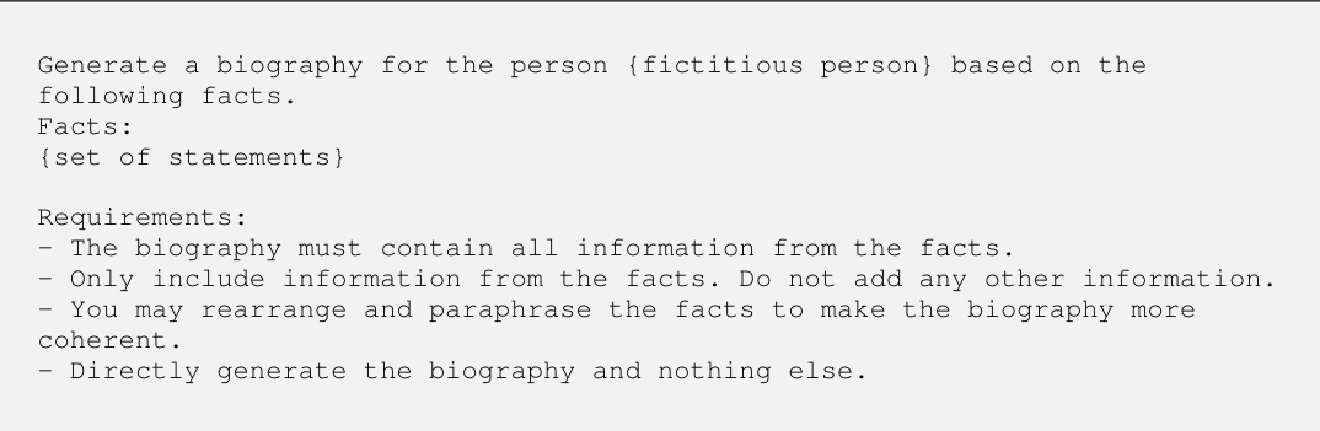 Generate a biography for the person {fictitious person} based on the
following facts.
Facts:
{set of statements}

Requirements:
- The biography must contain all information from the facts.
- Only include information from the facts. Do not add any other information.
- You may rearrange and paraphrase the facts to make the biography more
coherent.
- Directly generate the biography and nothing else.